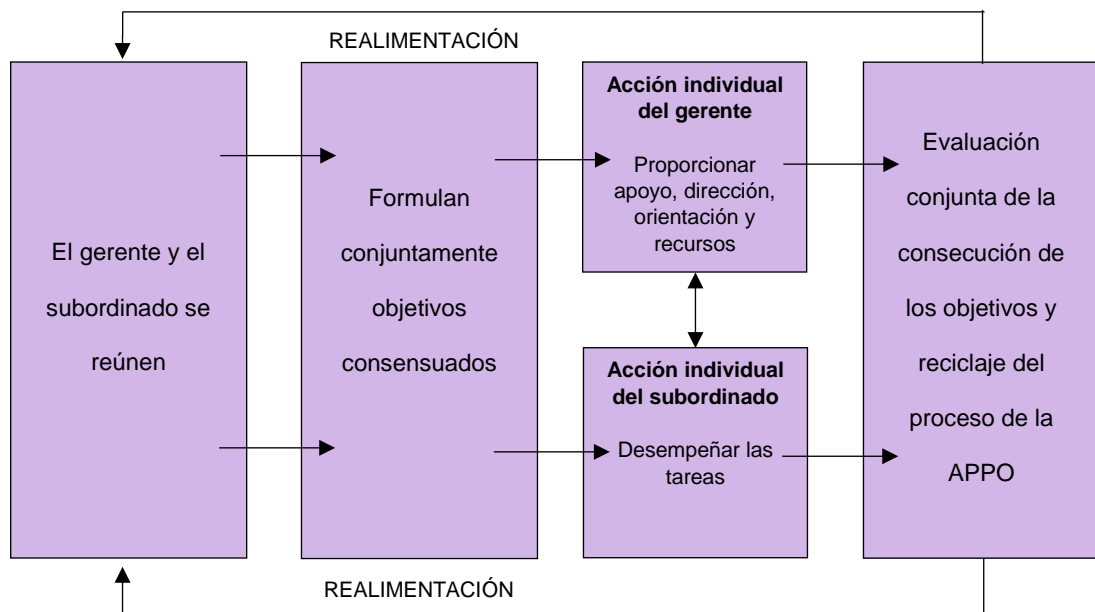 REALIMENTACIÓN
El gerente y el
subordinado se
reúnen
Formulan
conjuntamente
objetivos
consensuados
Acción individual
del gerente
Proporcionar
apoyo, dirección,
orientación y
recursos
Acción individual
del subordinado
Desempeñar las
tareas
Evaluación
conjunta de la
consecución de
los objetivos y
reciclaje del
proceso de la
APPO
REALIMENTACIÓN